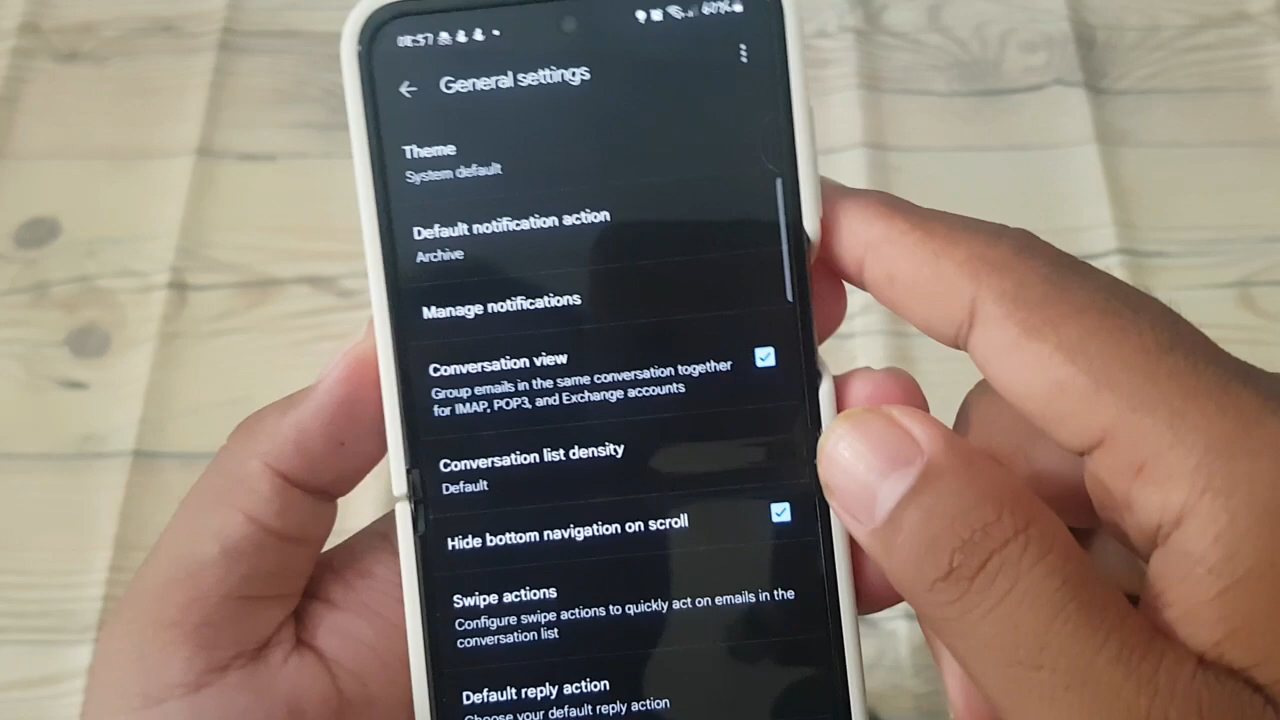 General settings
Theme
System default
Default notification action
Archive
Manage notifications
Conversation view
Group emails in the same conversation together
for IMAP, POP3, and Exchange accounts
Conversation list density
Default
Hide bottom navigation on scroll
Swipe actions
Configure swipe actions to quickly act on emails in the
conversation list
Default reply action
Choose your default reply action